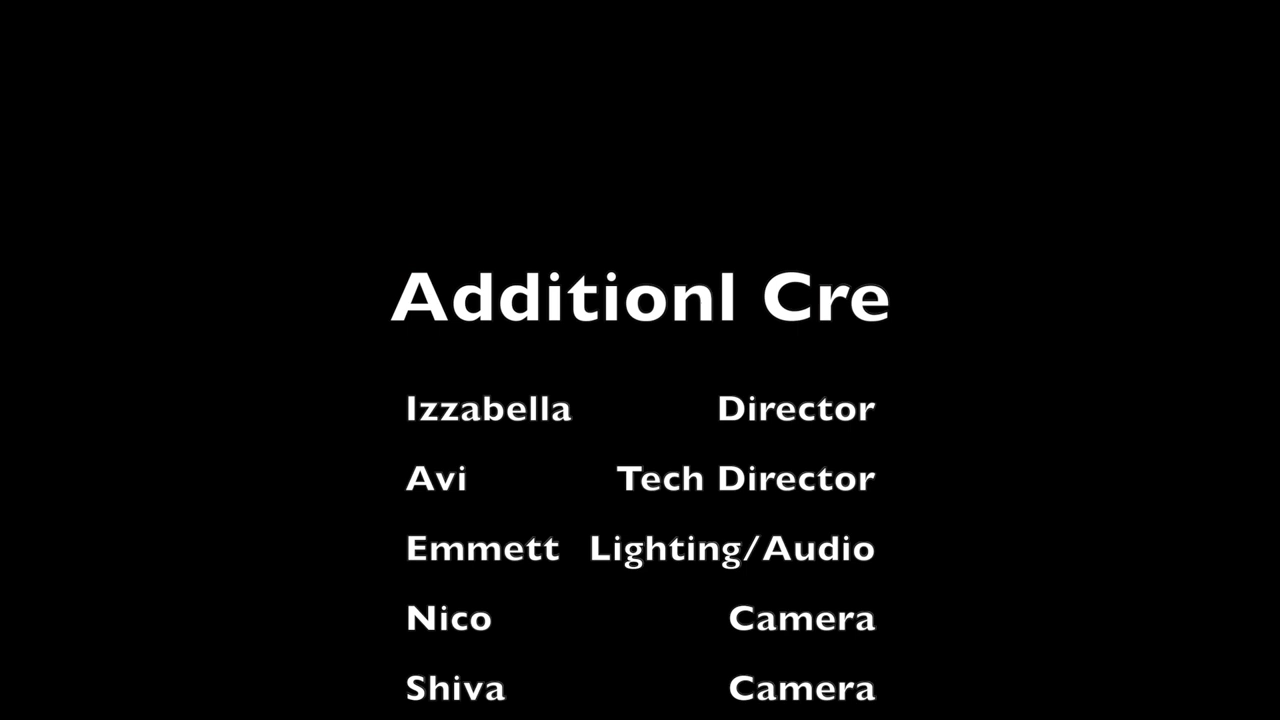 Additionl Cre
Izzabella Director
Avi Tech Director
Emmett Lighting/Audio
Nico Camera
Shiva Camera